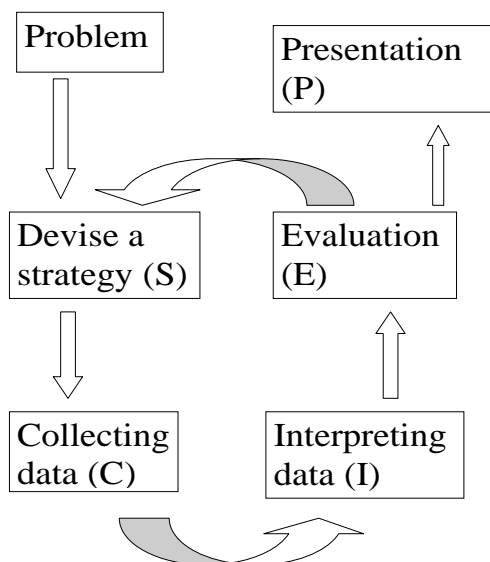 Problem
Presentation
(P)
Devise a
strategy (S)
Evaluation
(E)
Collecting
data (C)
Interpreting
data (I)